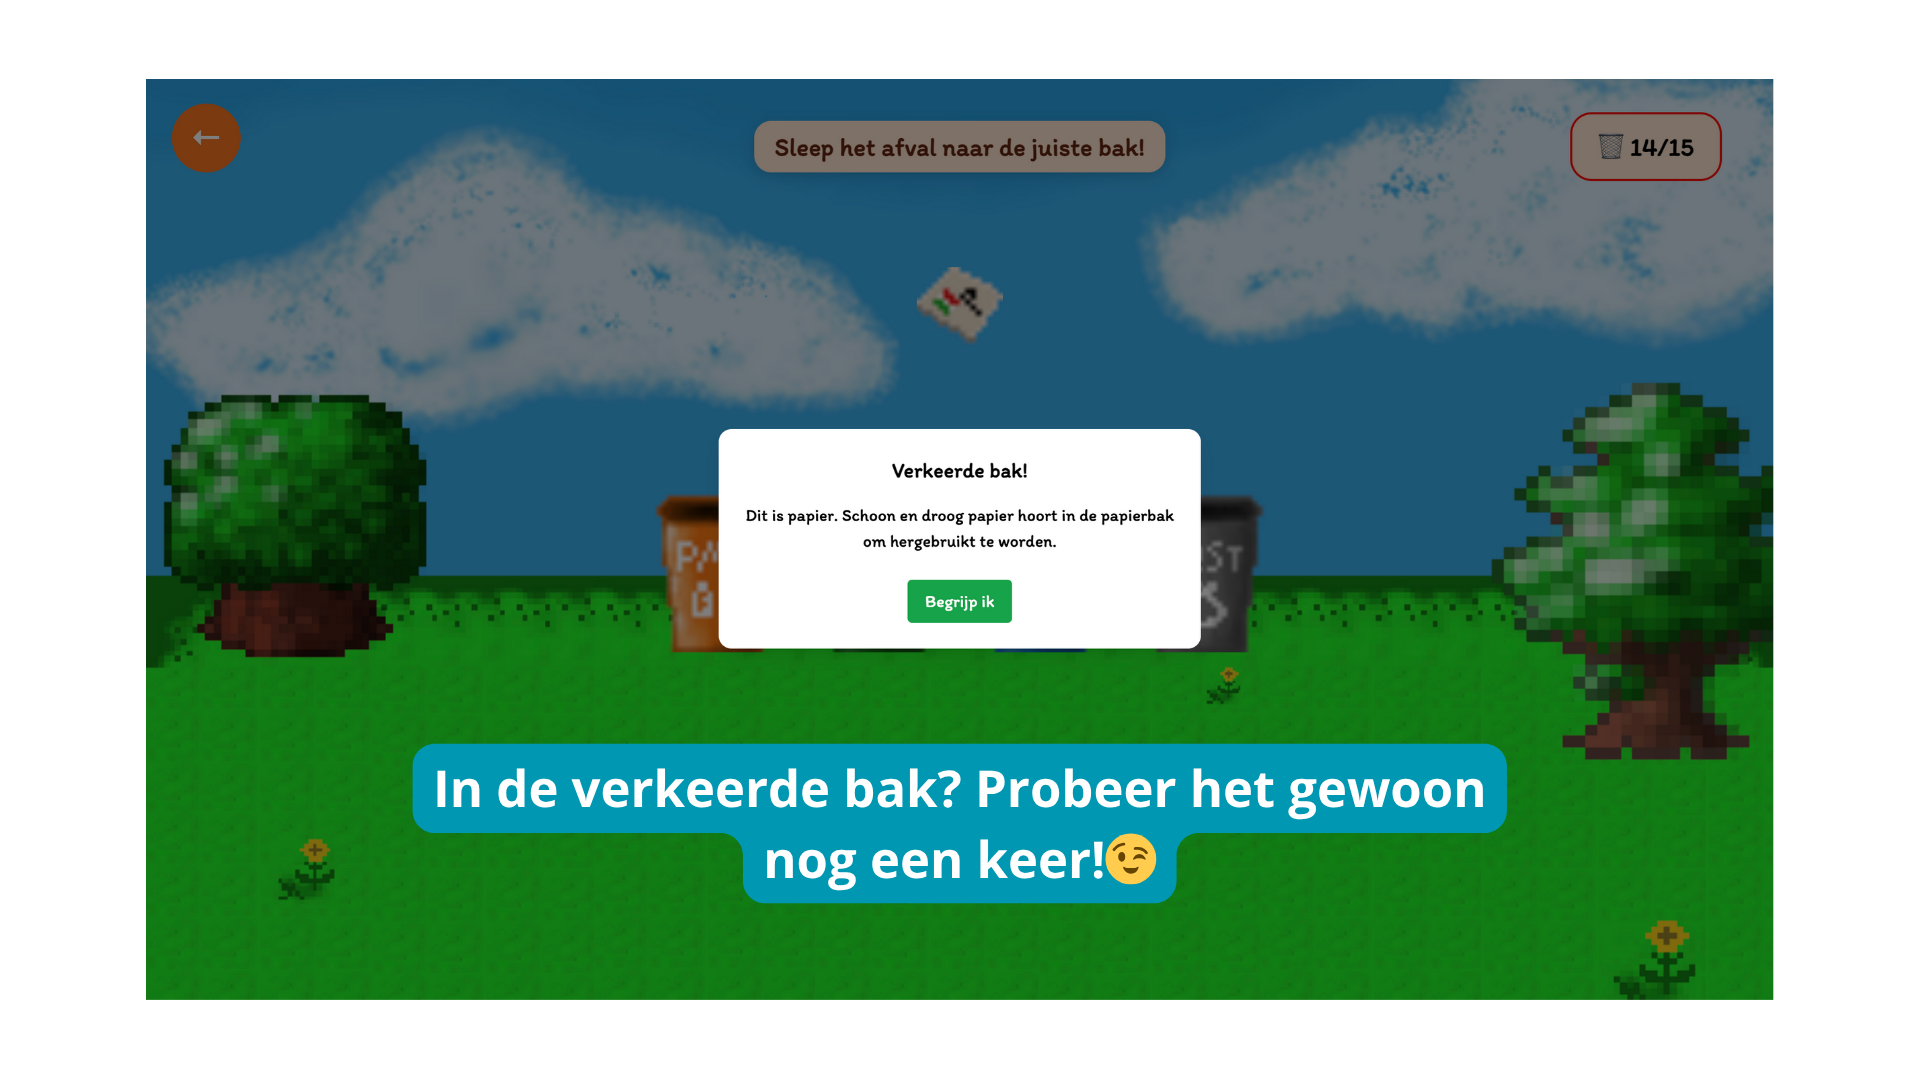 Sleep het afval naar de juiste bak!
14/15
Verkeerde bak!
Dit is papier. Schoon en droog papier hoort in de papierbak
om hergebruikt te worden.
Begrijp ik
In de verkeerde bak? Probeer het gewoon
nog een keer!😉